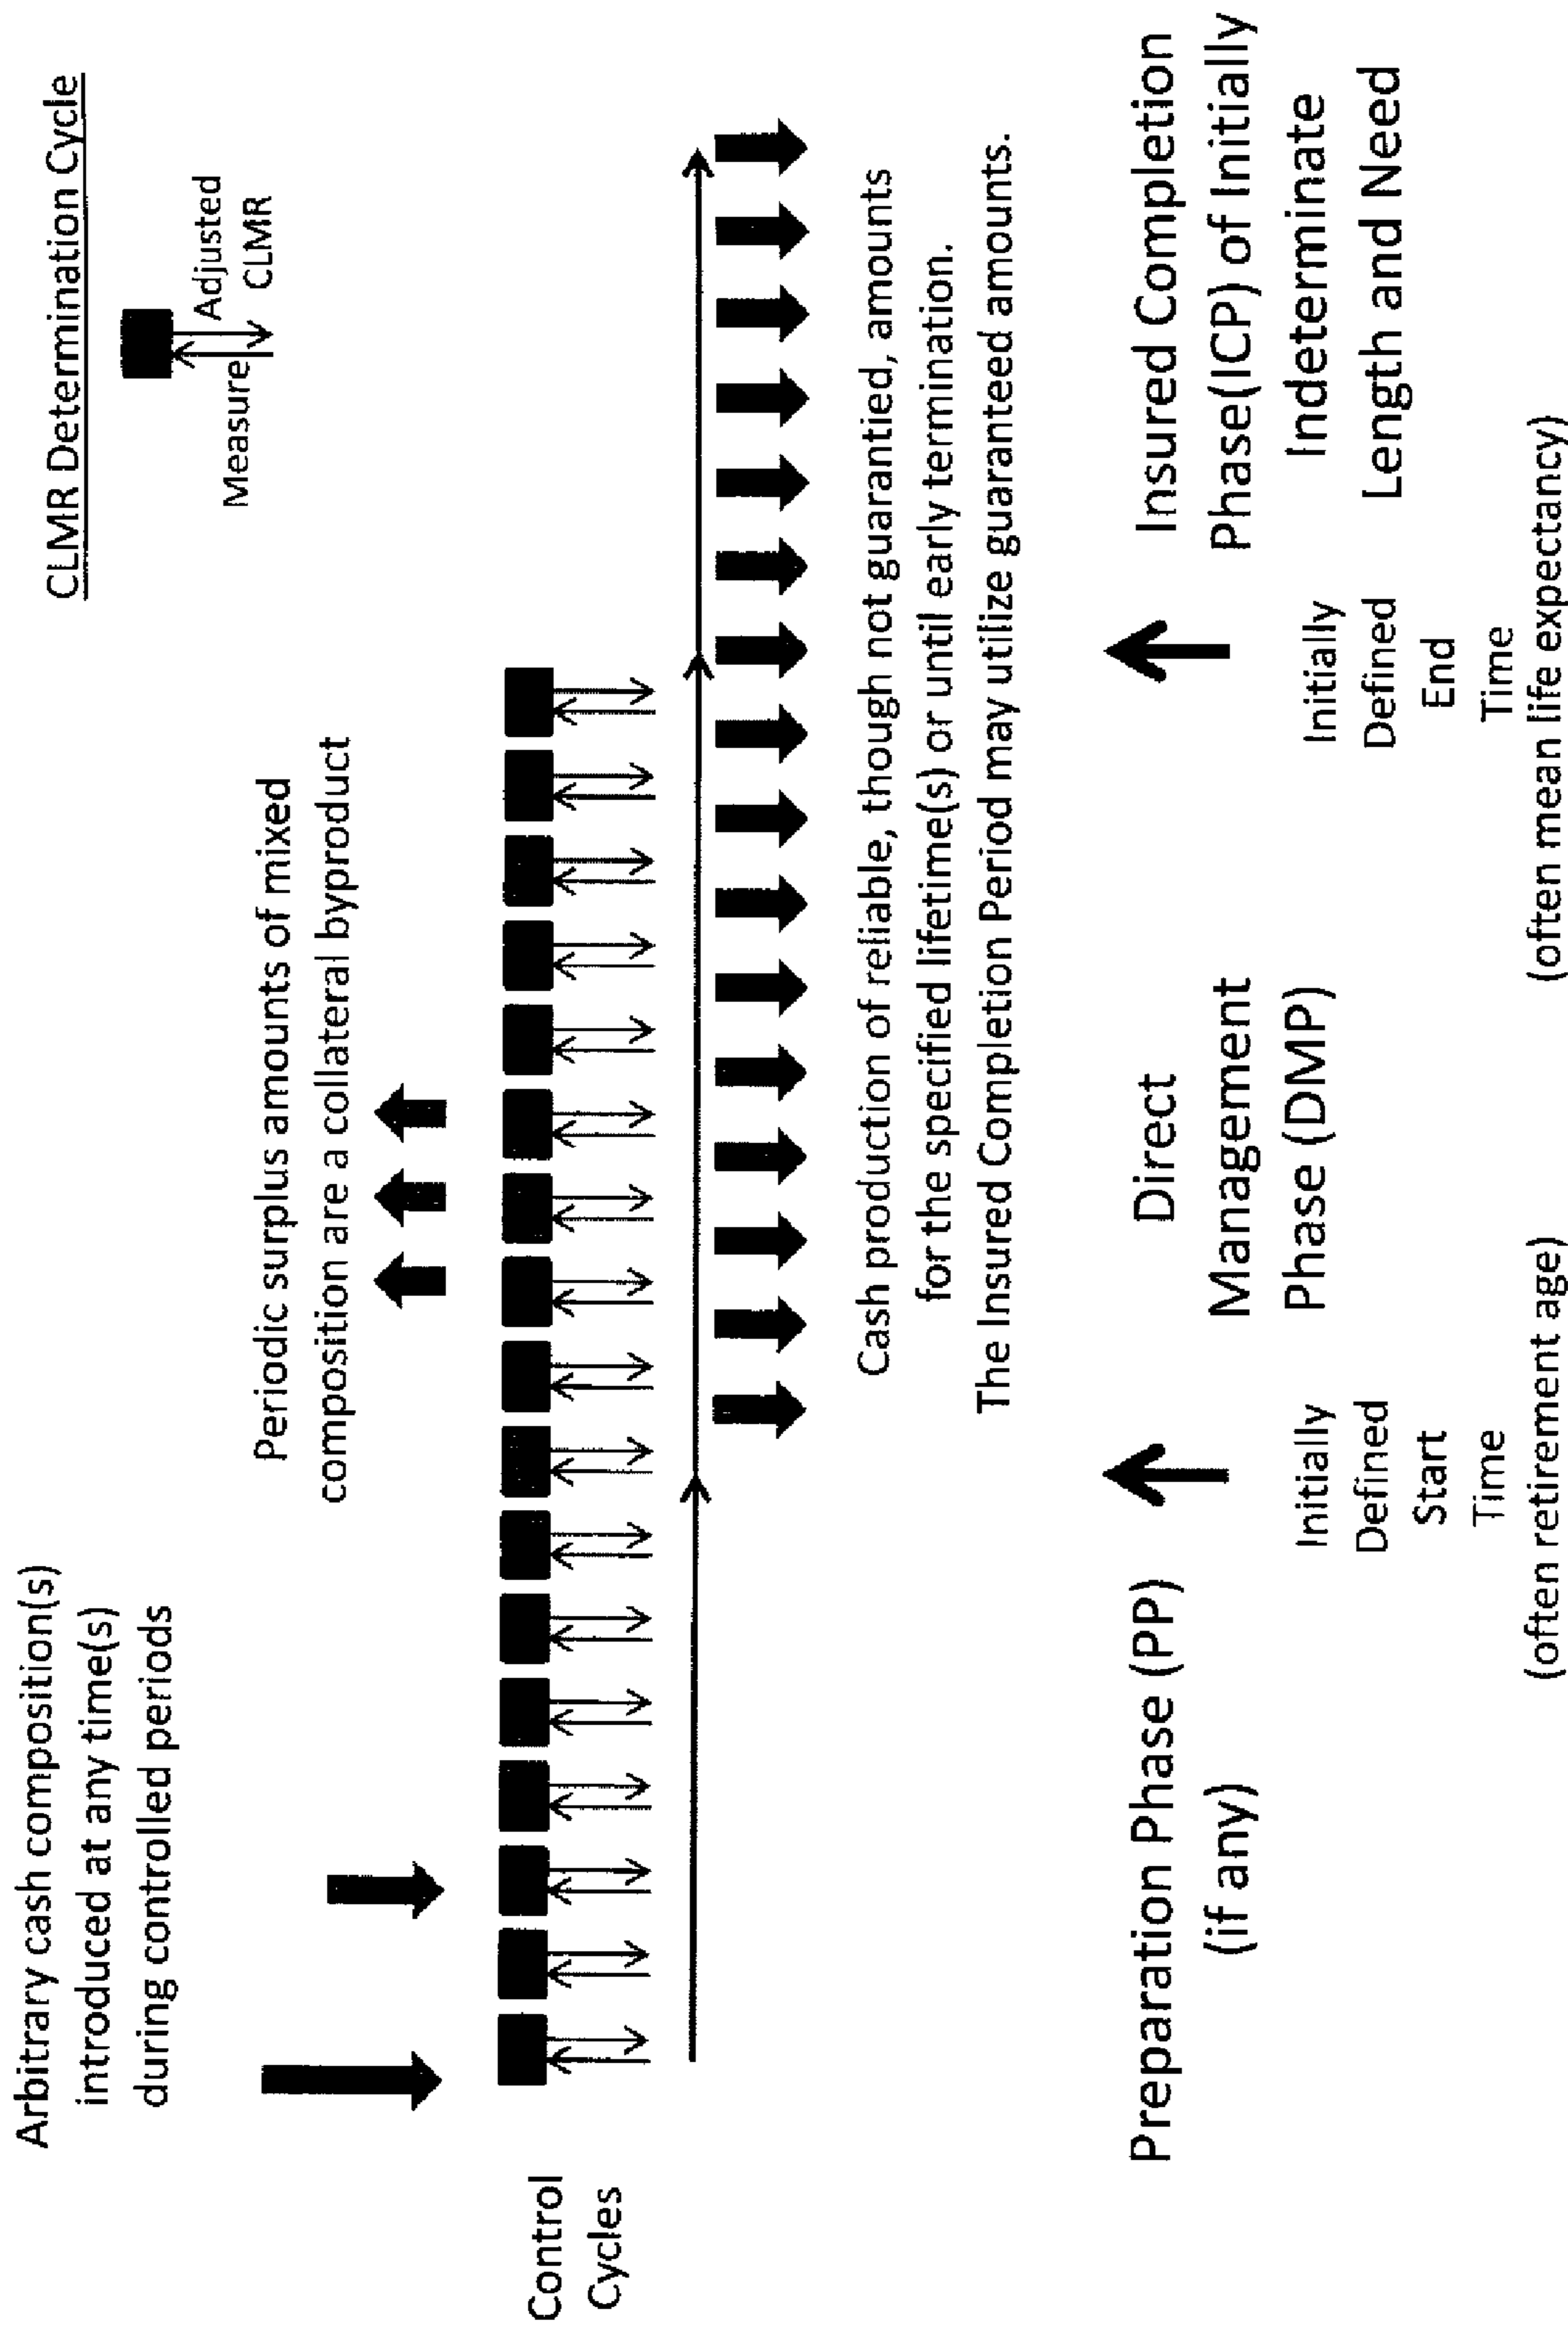 Arbitrary cash composition(s)
introduced at any time(s)
during controlled periods
Periodic surplus amounts of mixed
composition are a collateral byproduct
CLMR Determination Cycle
Measure
Adjusted
CLMR
Control
Cycles
Cash production of reliable, though not guarantied, amounts
for the specified lifetime(s) or until early termination.
The Insured Completion Period may utilize guaranteed amounts.
Preparation Phase (PP)
(if any)
Initially
Defined
Start
Time
(often retirement age)
Direct
Management
Phase (DMP)
Initially
Defined
End
Time
(often mean life expectancy)
Insured Completion
Phase(ICP) of Initially
Indeterminate
Length and Need